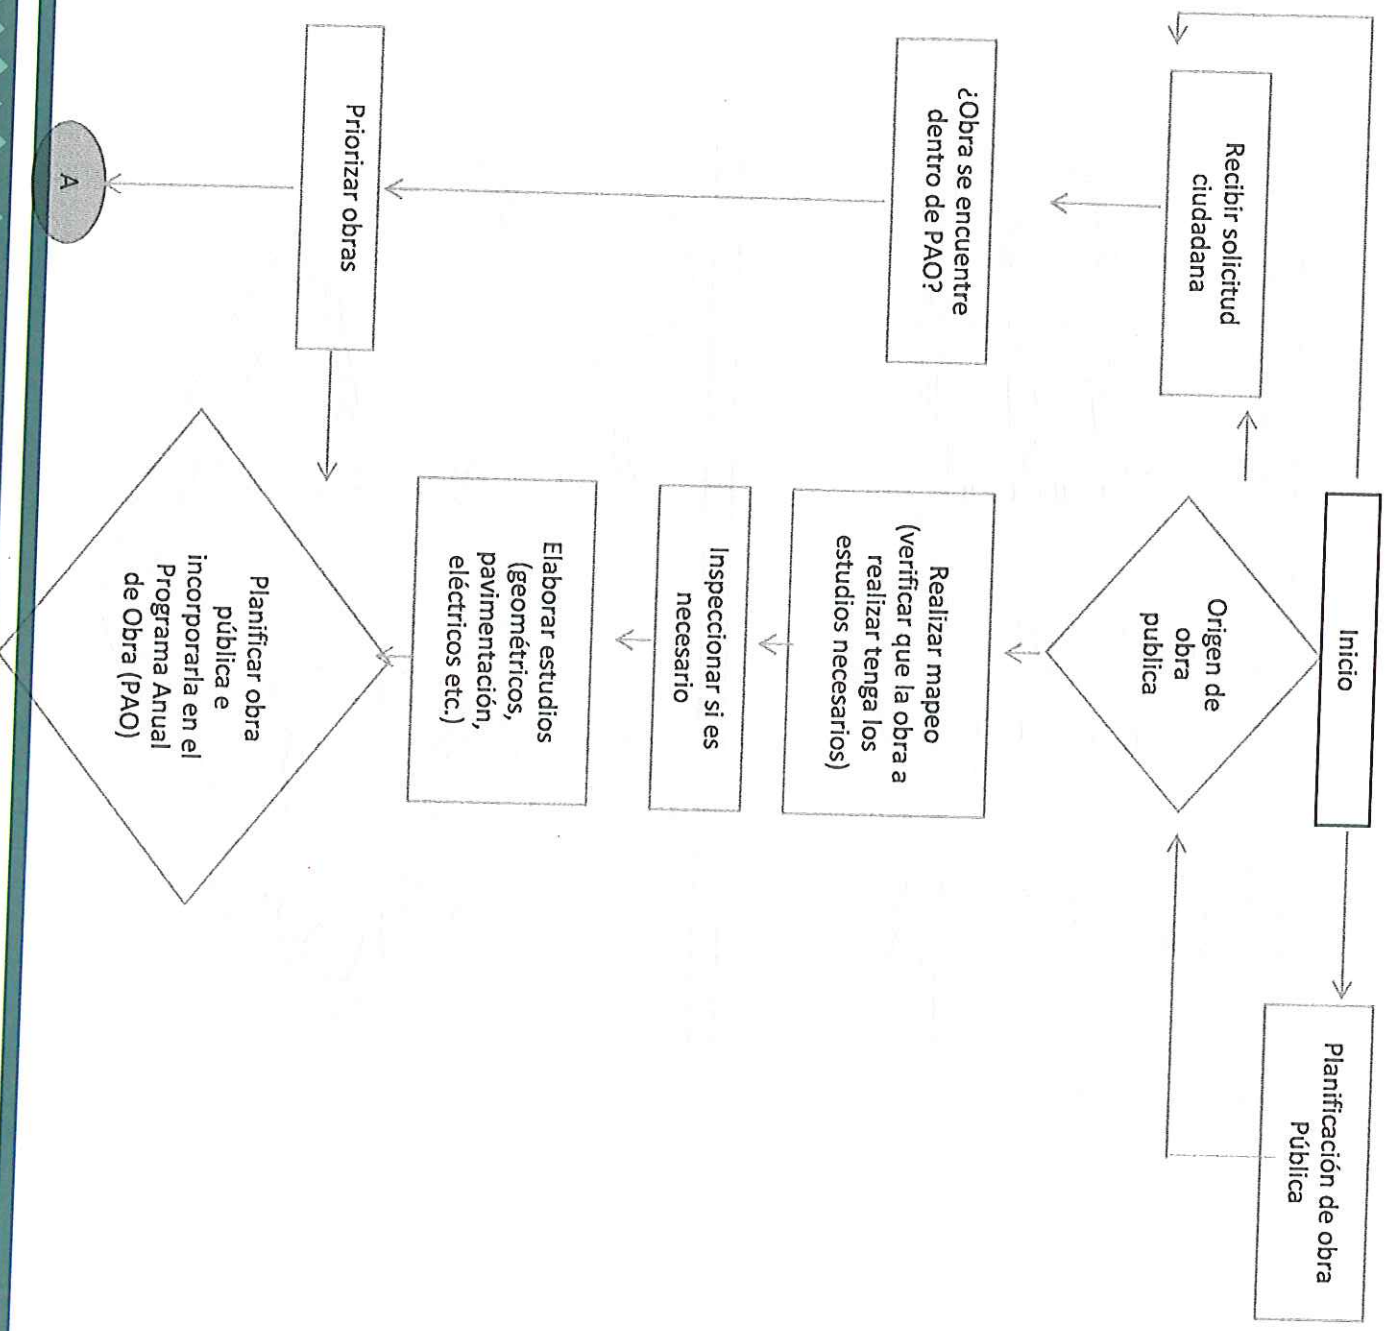 Inicio
Recibir solicitud
ciudadana
Origen de
obra
publica
Planificación de obra
Pública
¿Obra se encuentre
dentro de PAO?
Realizar mapeo
(verificar que la obra a
realizar tenga los
estudios necesarios)
Inspeccionar si es
necesario
Elaborar estudios
(geométricos,
pavimentación,
eléctricos etc.)
Priorizar obras
Planificar obra
pública e
incorporarla en el
Programa Anual
de Obra (PAO)
A